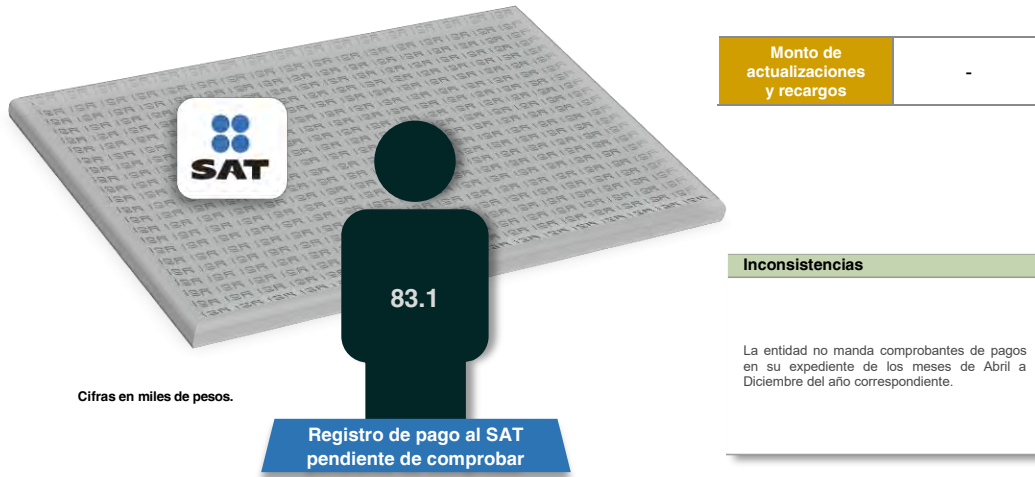 SAT
83.1
Cifras en miles de pesos.
Registro de pago al SAT
pendiente de comprobar
Monto de
actualizaciones
y recargos
-
Inconsistencias
La entidad no manda comprobantes de pagos
en su expediente de los meses de Abril a
Diciembre del año correspondiente.